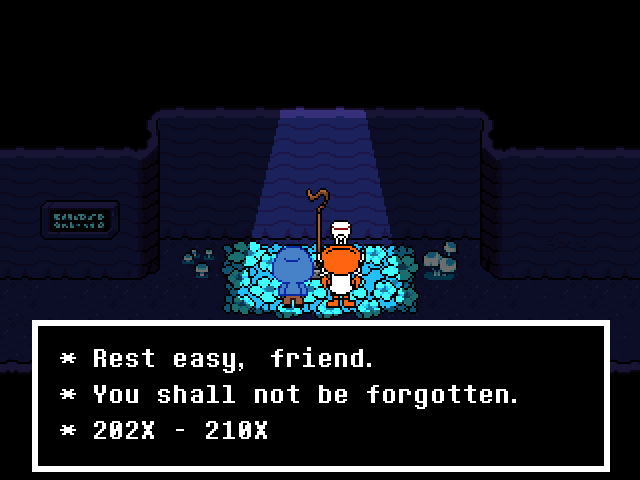 * Rest easy, friend.
* You shall not be forgotten.
* 202X - 210X